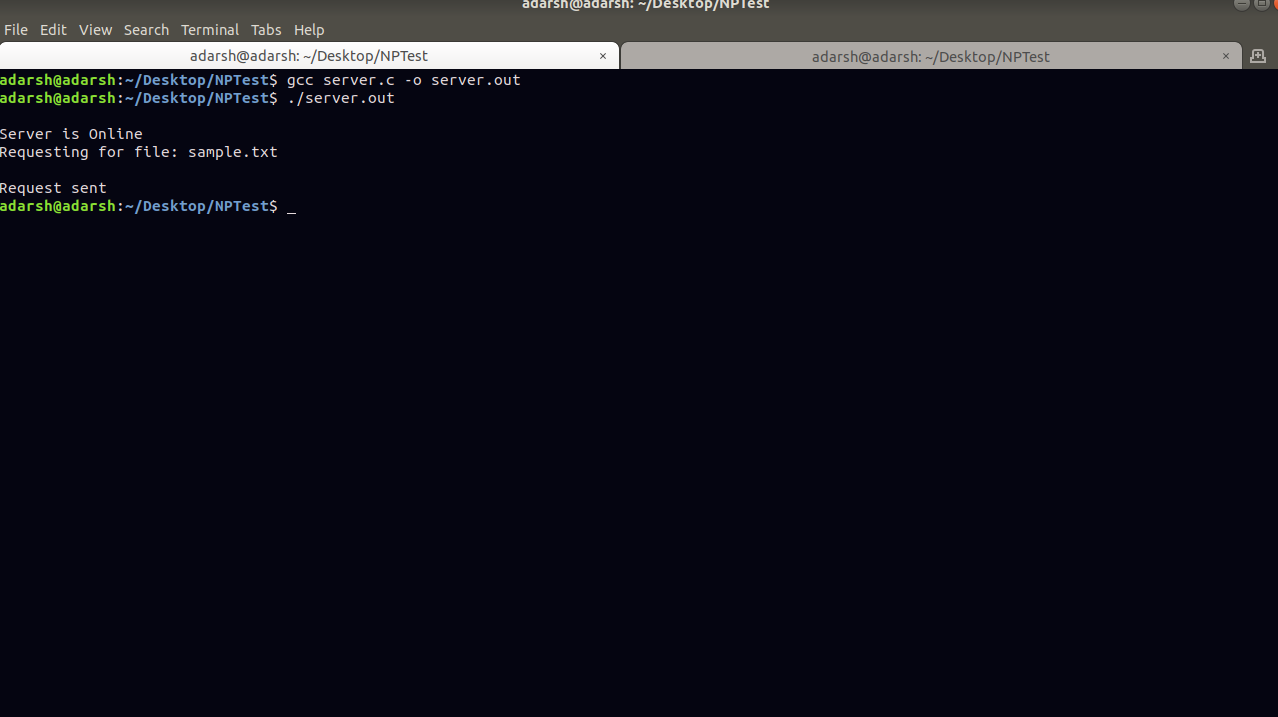 adarsh@adarsh: ~/Desktop/NPTest
File Edit View Search Terminal Tabs Help
adarsh@adarsh: ~/Desktop/NPTest × adarsh@adarsh: ~/Desktop/NPTest ×
adarsh@adarsh:~/Desktop/NPTest$ gcc server.c -o server.out
adarsh@adarsh:~/Desktop/NPTest$ ./server.out
Server is Online
Requesting for file: sample.txt
Request sent
adarsh@adarsh:~/Desktop/NPTest$ _